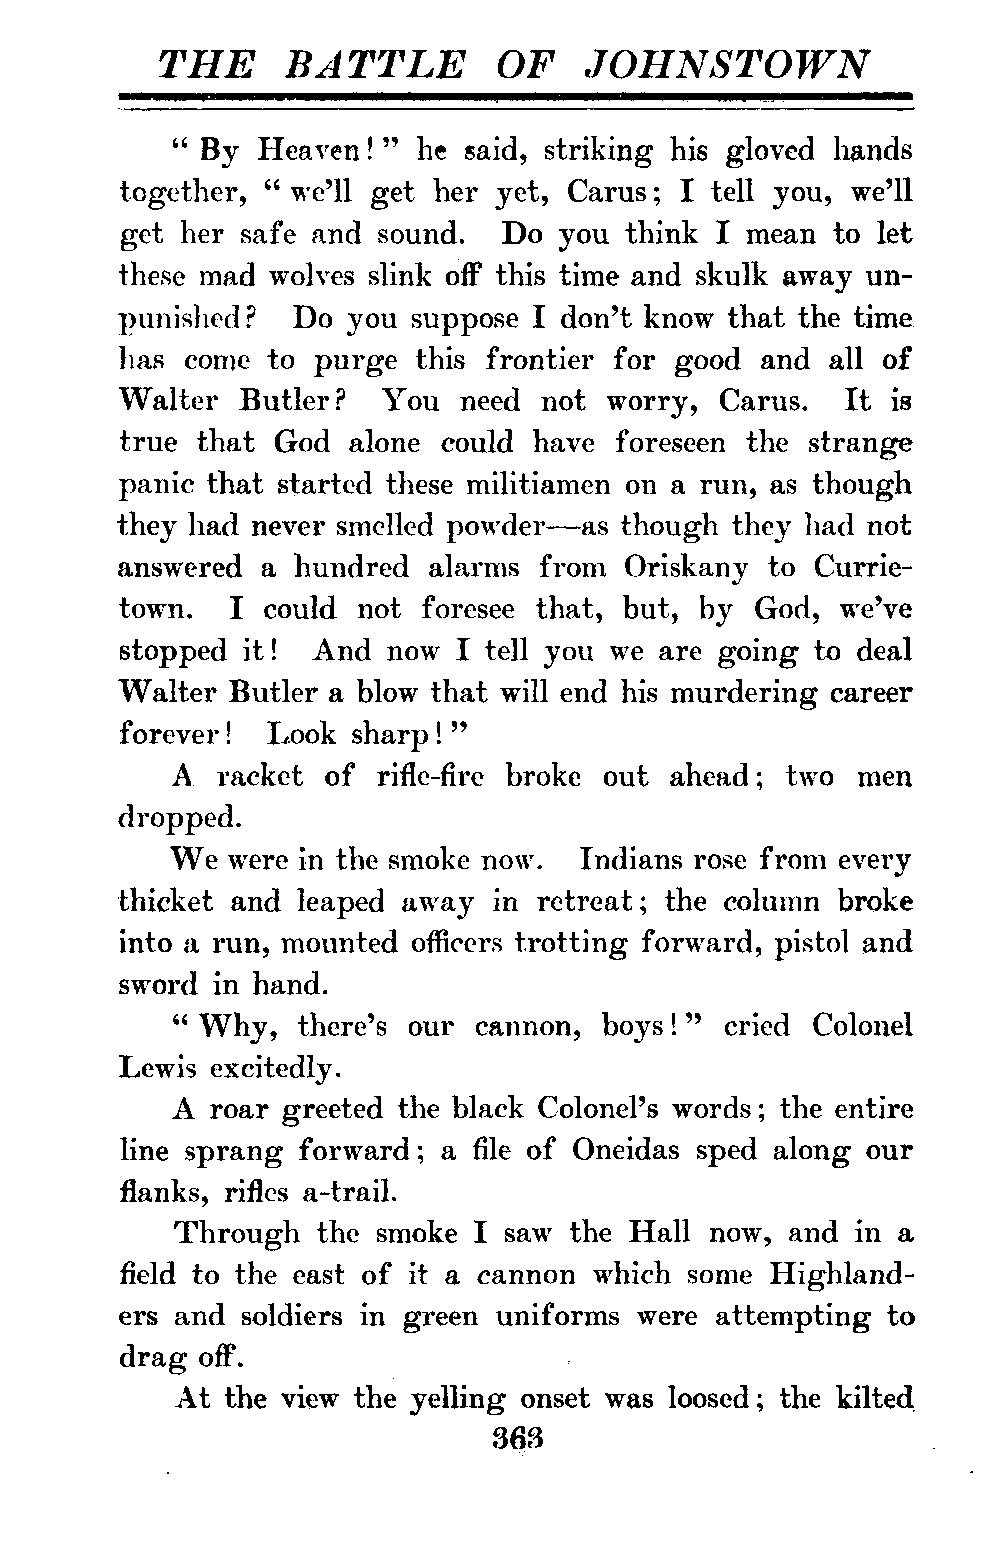 THE BATTLE OF JOHNSTOWN
“ By Heaven! ” he said, striking his gloved hands
together, “ we’ll get her yet, Carus; I tell you, we’ll
get her safe and sound. Do you think I mean to let
these mad wolves slink off this time and skulk away un-
punished? Do you suppose I don’t know that the time
has come to purge this frontier for good and all of
Walter Butler? You need not worry, Carus. It is
true that God alone could have foreseen the strange
panic that started these militiamen on a run, as though
they had never smelled powder—as though they had not
answered a hundred alarms from Oriskany to Currie-
town. I could not foresee that, but, by God, we’ve
stopped it! And now I tell you we are going to deal
Walter Butler a blow that will end his murdering career
forever! Look sharp! ”
A racket of rifle-fire broke out ahead; two men
dropped.
We were in the smoke now. Indians rose from every
thicket and leaped away in retreat; the column broke
into a run, mounted officers trotting forward, pistol and
sword in hand.
“ Why, there’s our cannon, boys! ” cried Colonel
Lewis excitedly.
A roar greeted the black Colonel’s words; the entire
line sprang forward; a file of Oneidas sped along our
flanks, rifles a-trail.
Through the smoke I saw the Hall now, and in a
field to the east of it a cannon which some Highland-
ers and soldiers in green uniforms were attempting to
drag off.
At the view the yelling onset was loosed; the kilted
363